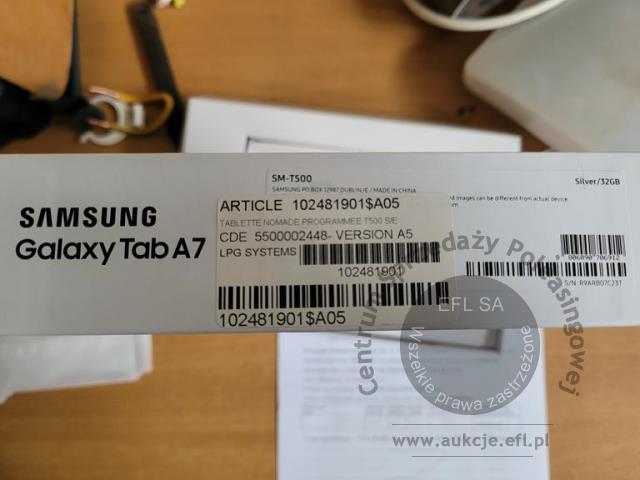 SAMSUNG
Galaxy Tab A7
SM-T500
SAMSUNG PO BOX 12987, DUBLIN, IE / MADE IN CHINA
Silver/32GB
images can be different from actual device
ARTICLE 102481901$A05
TABLETTE NOMADE PROGRAMMEE T500 S/E
CDE 5500002448- VERSION A5
LPG SYSTEMS
102481901
102481901$A05
S/N: R9ARB07C23T
Centrum Sprzedaży Poleasingowej
EFL SA
Wszelkie prawa zastrzeżone
www.aukcje.efl.pl